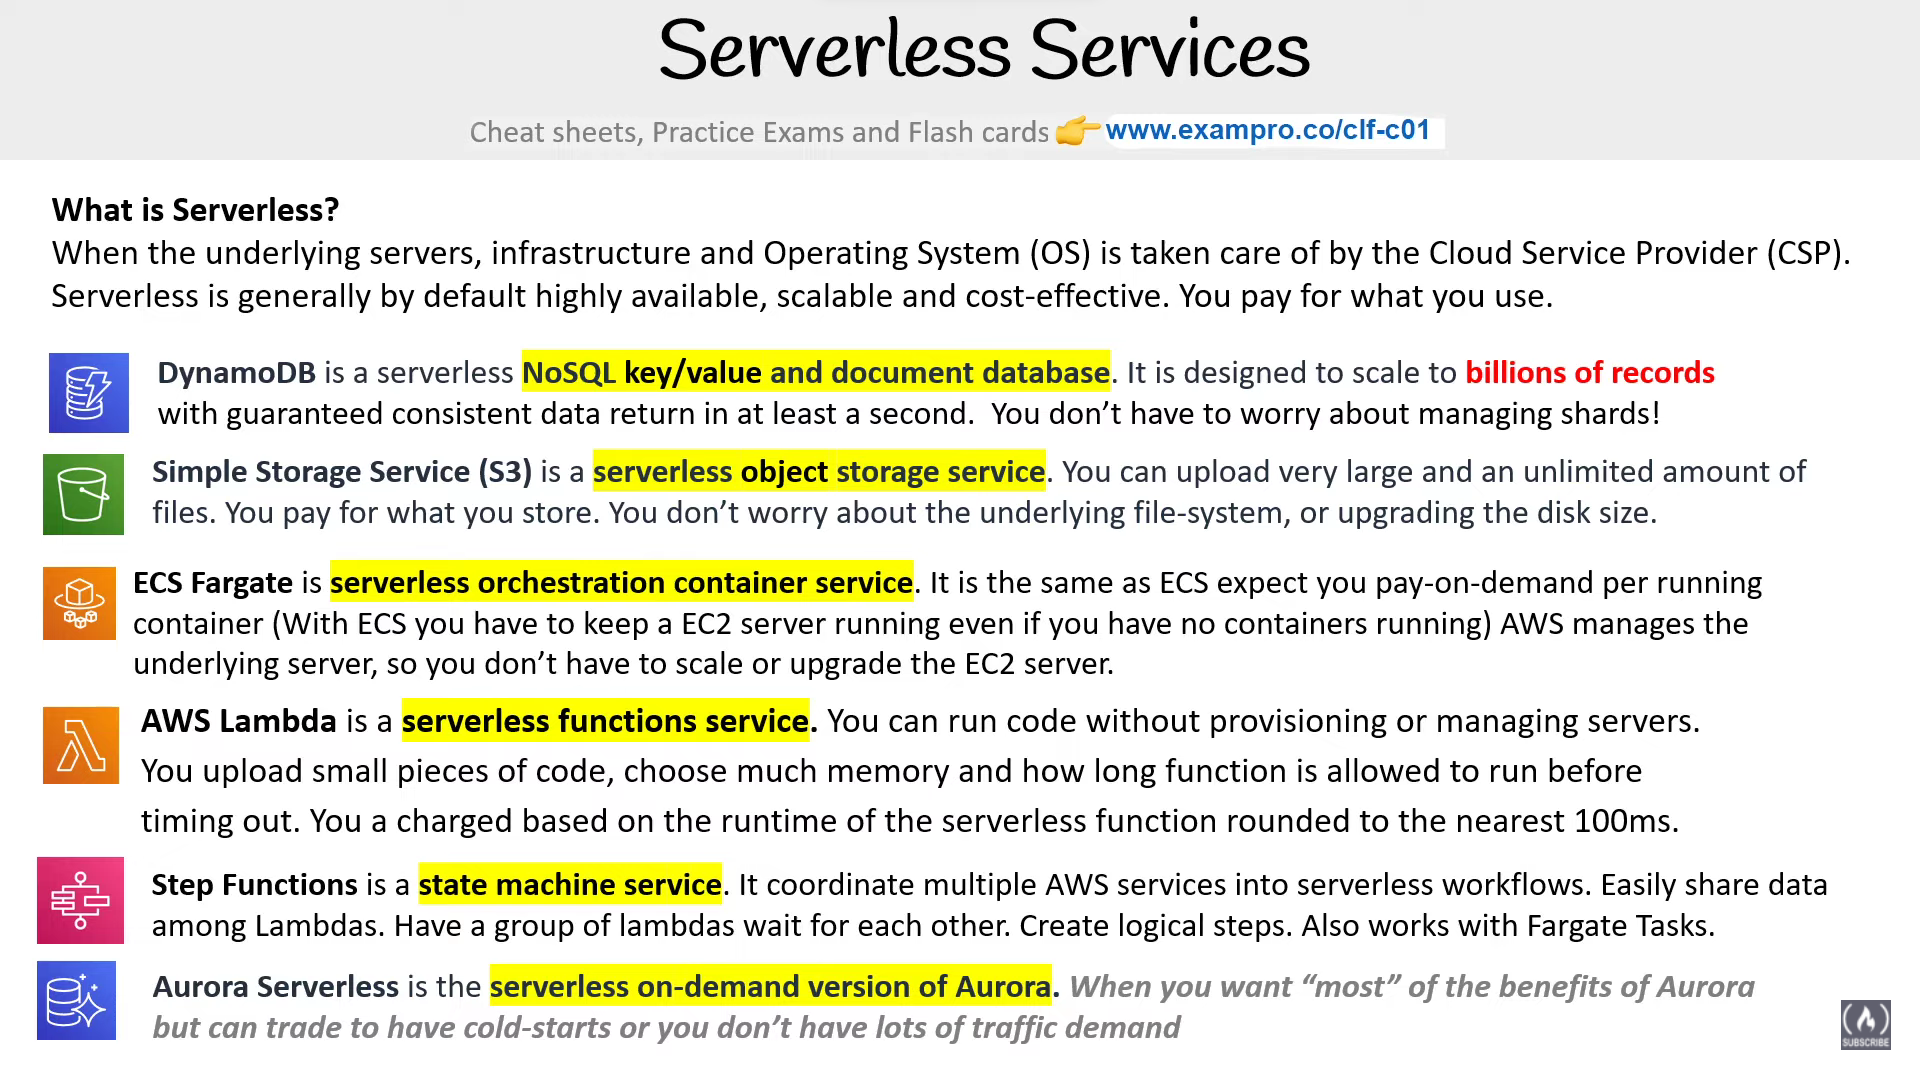 Serverless Services
Cheat sheets, Practice Exams and Flash cards 👉 www.exampro.co/clf-c01
What is Serverless?
When the underlying servers, infrastructure and Operating System (OS) is taken care of by the Cloud Service Provider (CSP).
Serverless is generally by default highly available, scalable and cost-effective. You pay for what you use.
DynamoDB is a serverless NoSQL key/value and document database. It is designed to scale to billions of records
with guaranteed consistent data return in at least a second. You don’t have to worry about managing shards!
Simple Storage Service (S3) is a serverless object storage service. You can upload very large and an unlimited amount of
files. You pay for what you store. You don’t worry about the underlying file-system, or upgrading the disk size.
ECS Fargate is serverless orchestration container service. It is the same as ECS expect you pay-on-demand per running
container (With ECS you have to keep a EC2 server running even if you have no containers running) AWS manages the
underlying server, so you don’t have to scale or upgrade the EC2 server.
AWS Lambda is a serverless functions service. You can run code without provisioning or managing servers.
You upload small pieces of code, choose much memory and how long function is allowed to run before
timing out. You a charged based on the runtime of the serverless function rounded to the nearest 100ms.
Step Functions is a state machine service. It coordinate multiple AWS services into serverless workflows. Easily share data
among Lambdas. Have a group of lambdas wait for each other. Create logical steps. Also works with Fargate Tasks.
Aurora Serverless is the serverless on-demand version of Aurora. When you want “most” of the benefits of Aurora
but can trade to have cold-starts or you don’t have lots of traffic demand
SUBSCRIBE